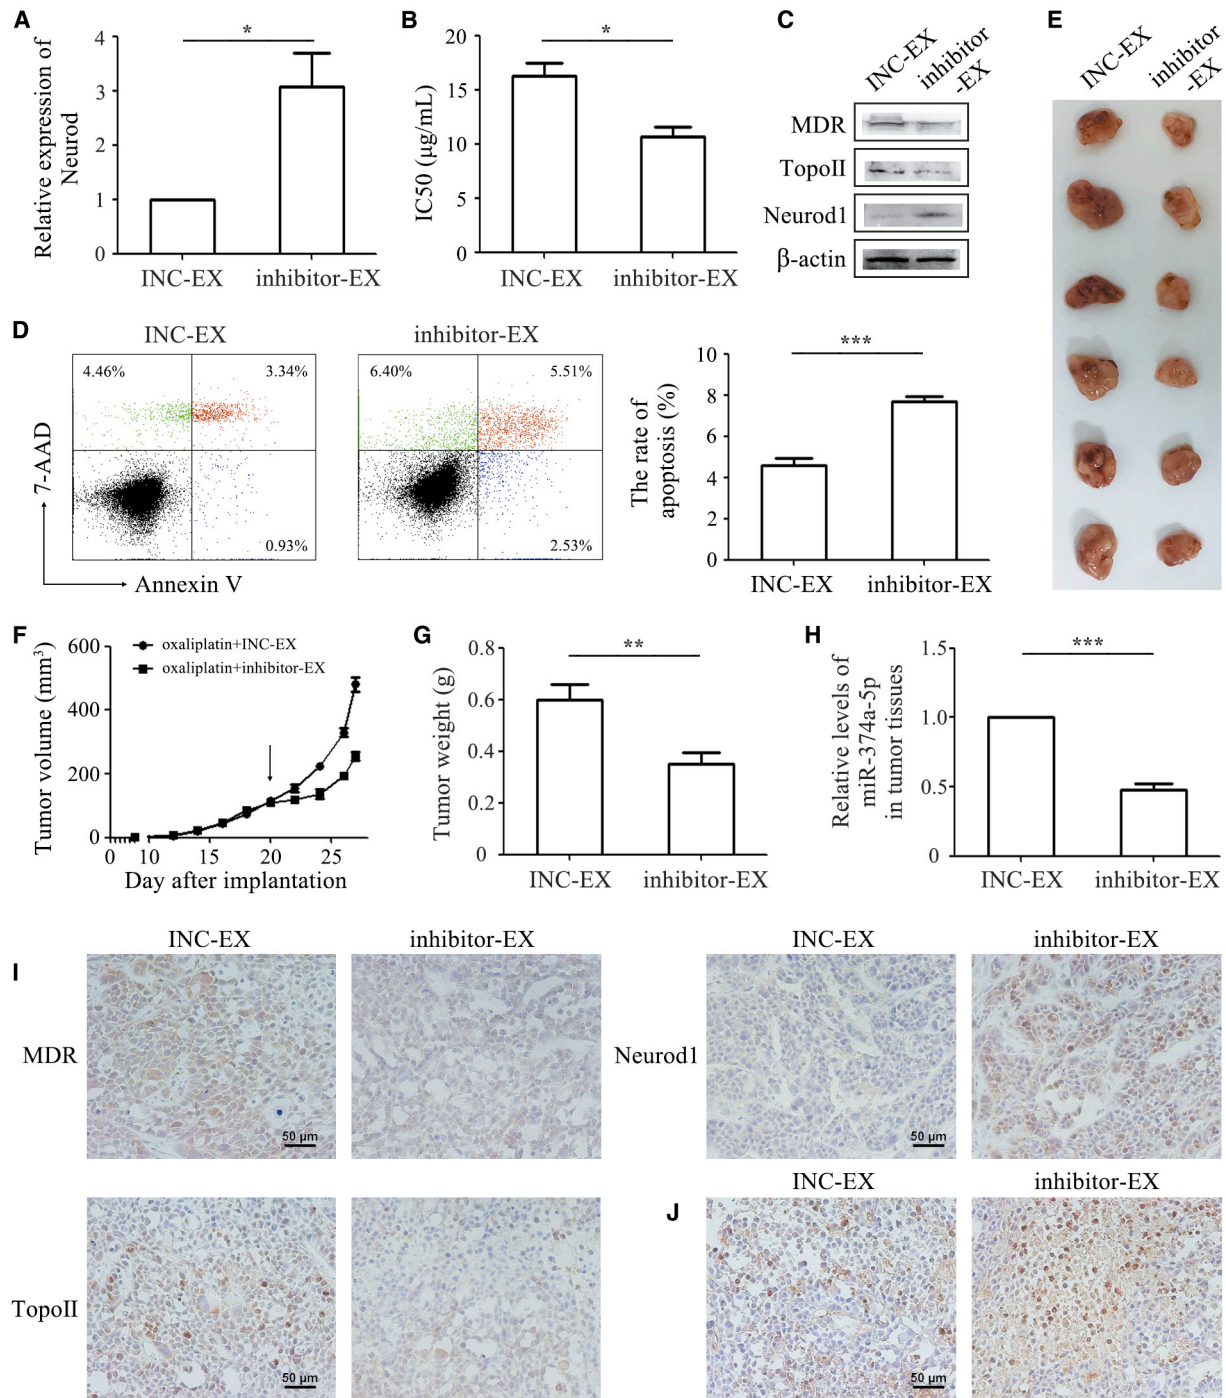 A
Relative expression of
Neurod
4
3
2
1
0
*
INC-EX
inhibitor-EX
B
IC50 (μg/mL)
20
15
10
5
0
*
INC-EX
inhibitor-EX
C
INC-EX
inhibitor
-EX
MDR
TopoII
Neurod1
β-actin
E
INC-EX
inhibitor
-EX
D
INC-EX
4.46%
3.34%
0.93%
7-AAD
Annexin V
inhibitor-EX
6.40%
5.51%
2.53%
The rate of
apoptosis (%)
10
8
6
4
2
0
***
INC-EX
inhibitor-EX
F
Tumor volume (mm³)
600
400
200
0
oxaliplatin+INC-EX
oxaliplatin+inhibitor-EX
0 10 15 20 25
Day after implantation
G
Tumor weight (g)
0.8
0.6
0.4
0.2
0
**
INC-EX
inhibitor-EX
H
Relative levels of
miR-374a-5p
in tumor tissues
1.5
1.0
0.5
0
***
INC-EX
inhibitor-EX
I
INC-EX
inhibitor-EX
MDR
50 μm
INC-EX
inhibitor-EX
Neurod1
50 μm
TopoII
50 μm
J
INC-EX
inhibitor-EX
50 μm